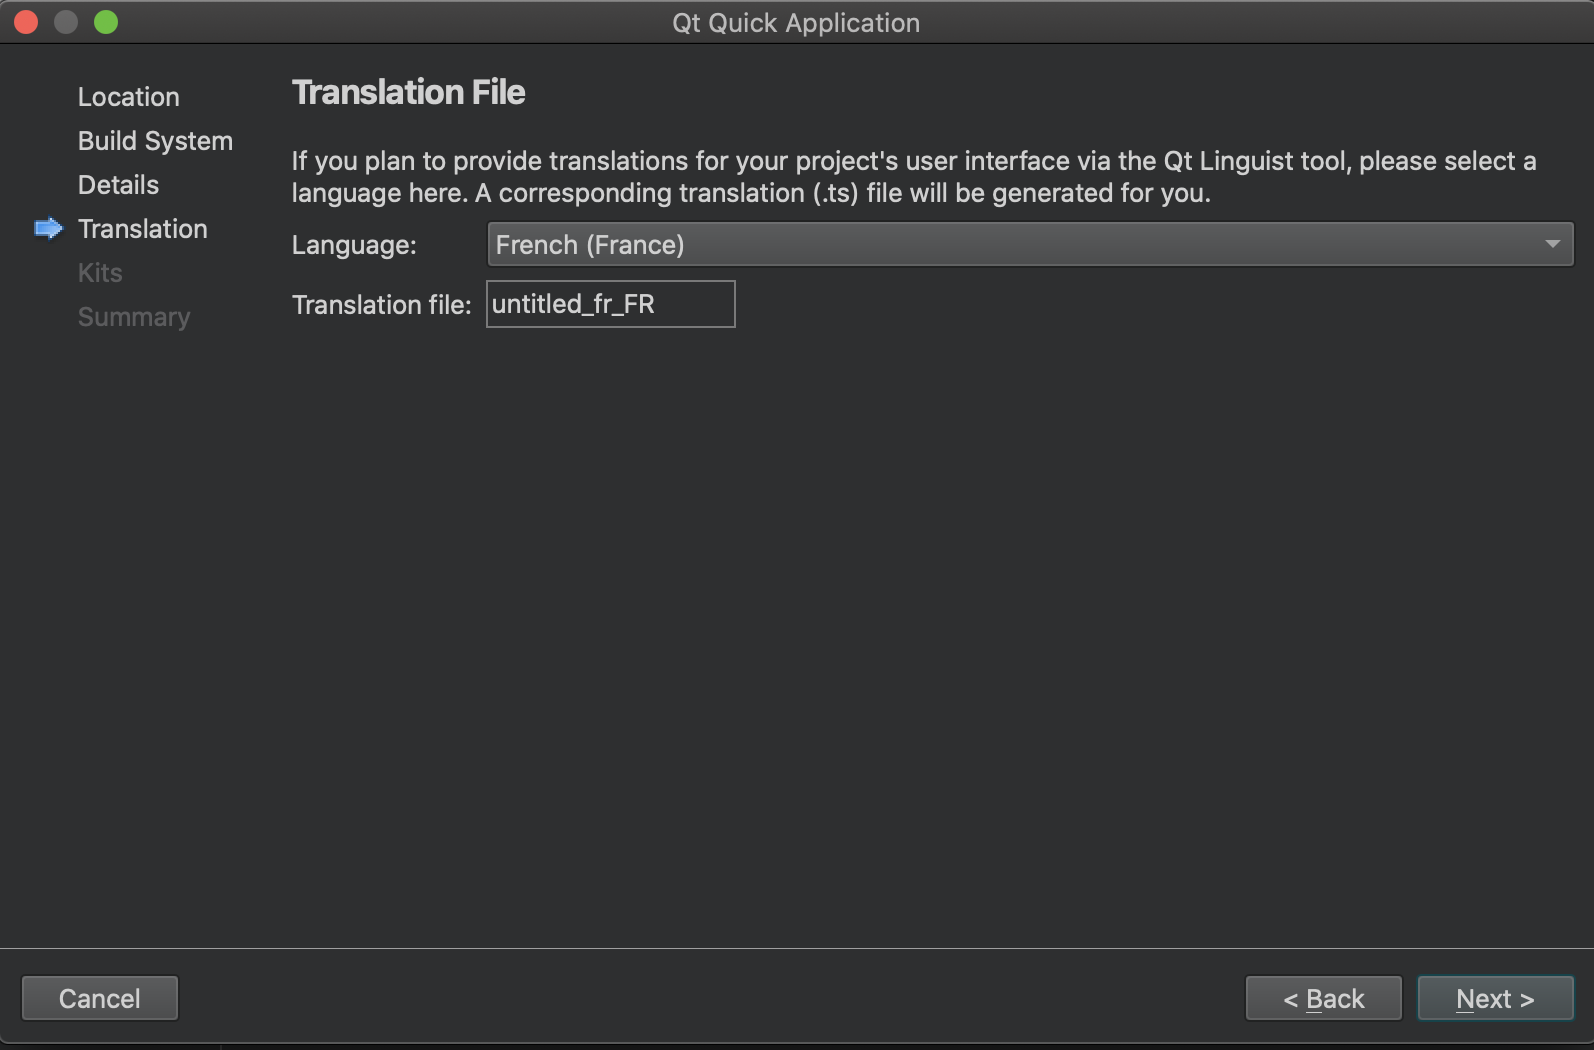 Qt Quick Application
Location
Build System
Details
Translation
Kits
Summary
Translation File
If you plan to provide translations for your project's user interface via the Qt Linguist tool, please select a
language here. A corresponding translation (.ts) file will be generated for you.
Language: French (France)
Translation file: untitled_fr_FR
Cancel < Back Next >